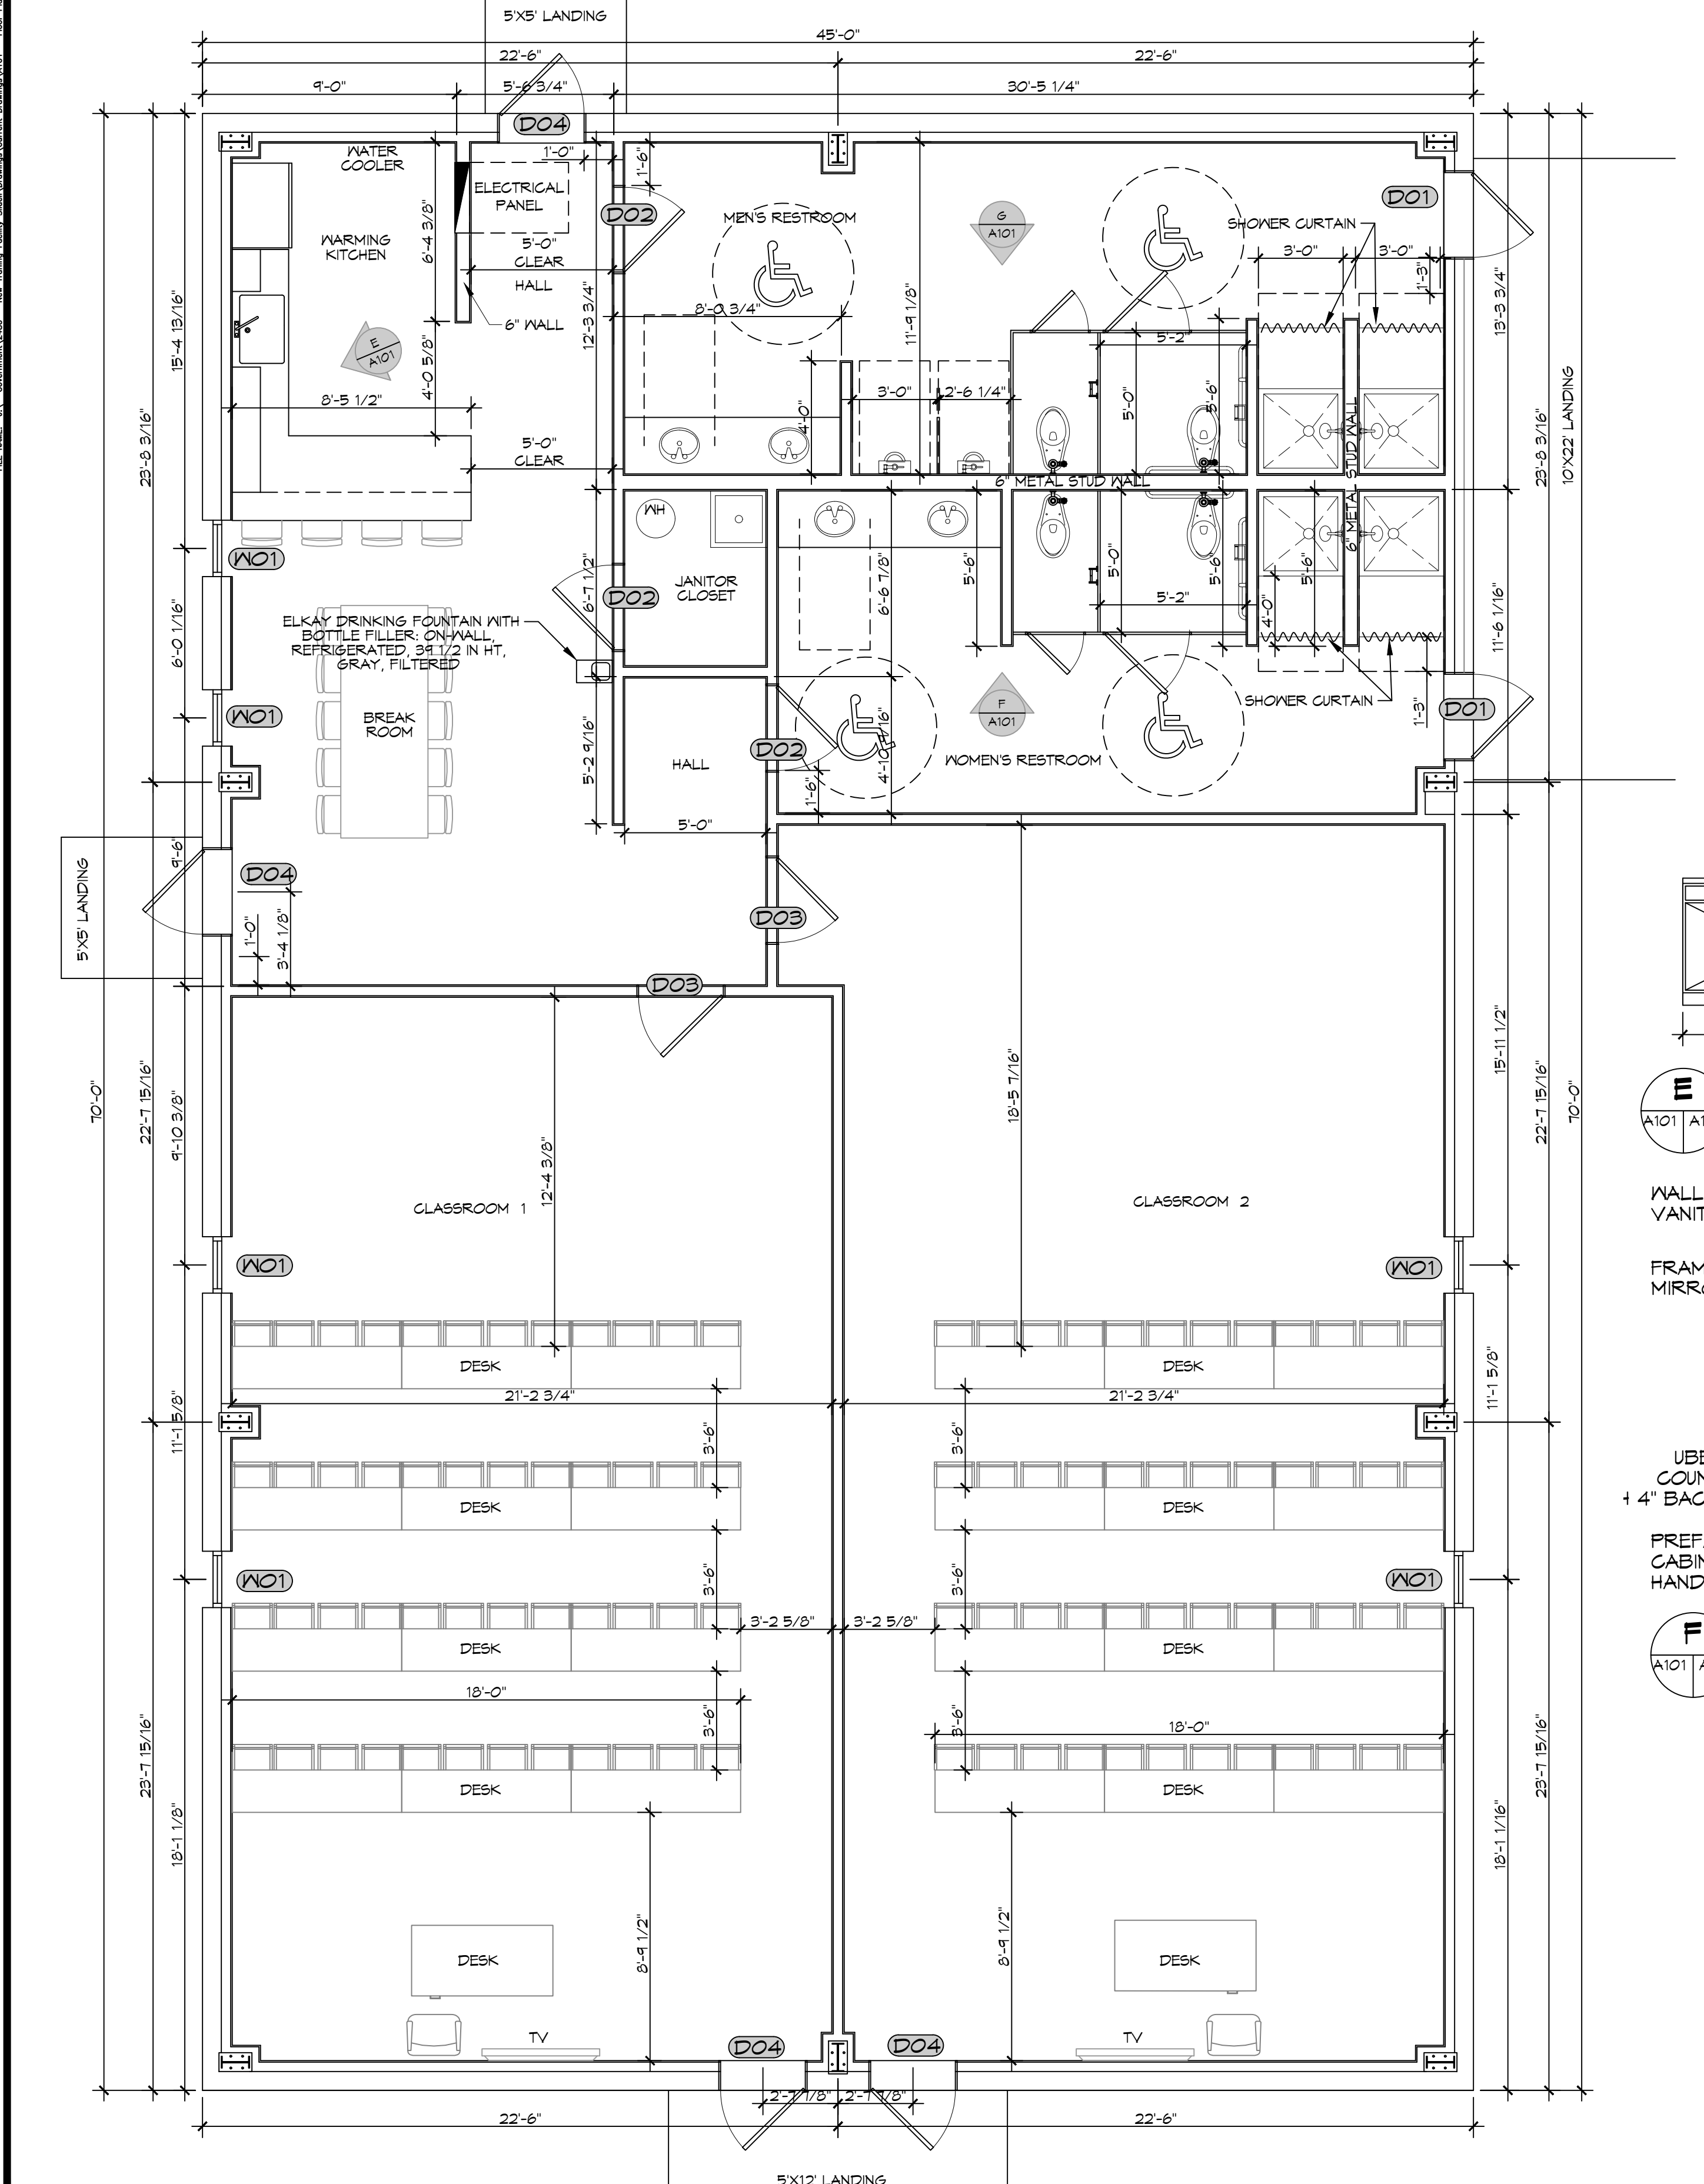 5'X5' LANDING
45'-0"
22'-6"
22'-6"
9'-0"
5'-6 3/4"
30'-5 1/4"
D04
WATER
COOLER
1'-0"
1'-6"
D01
ELECTRICAL
PANEL
D02
MEN'S RESTROOM
G
A101
SHOWER CURTAIN
WARMING
KITCHEN
6'-4 3/8"
5'-0"
CLEAR
HALL
3'-0"
3'-0"
1'-3"
6" WALL
12'-3 3/4"
8'-0 3/4"
11'-9 1/8"
5'-2"
15'-4 13/16"
13'-3 3/4"
E
A101
4'-0 5/8"
8'-5 1/2"
4'-0"
3'-0"
2'-6 1/4"
5'-0"
5'-6"
6" METAL STUD WALL
23'-8 3/16"
23'-8 3/16"
10'X22' LANDING
5'-0"
CLEAR
6" METAL STUD WALL
WH
W01
6'-7 1/2"
JANITOR
CLOSET
D02
6'-6 7/8"
5'-6"
5'-0"
5'-2"
5'-6"
4'-0"
5'-6"
11'-6 1/16"
6'-0 1/16"
ELKAY DRINKING FOUNTAIN WITH
BOTTLE FILLER: ON-WALL,
REFRIGERATED, 39 1/2 IN HT,
GRAY, FILTERED
W01
BREAK
ROOM
5'-2 9/16"
HALL
D02
1'-6"
F
A101
WOMEN'S RESTROOM
SHOWER CURTAIN
1'-3"
D01
5'-0"
9'-6"
5'X5' LANDING
D04
D03
1'-0"
3'-4 1/8"
D03
70'-0"
22'-7 15/16"
9'-10 3/8"
12'-4 3/8"
18'-5 7/16"
15'-11 1/2"
22'-7 15/16"
70'-0"
E
A101
CLASSROOM 1
CLASSROOM 2
WALL
W01
W01
DESK
DESK
21'-2 3/4"
21'-2 3/4"
11'-1 5/8"
11'-1 5/8"
3'-6"
3'-6"
DESK
DESK
4" BAC
W01
W01
3'-6"
3'-6"
3'-2 5/8"
3'-2 5/8"
DESK
DESK
HAND
F
A101
18'-0"
18'-0"
3'-6"
3'-6"
DESK
DESK
23'-7 15/16"
18'-1 1/8"
18'-1 1/16"
23'-7 15/16"
8'-9 1/2"
8'-9 1/2"
DESK
DESK
TV
TV
D04
D04
2'-7 7/8"
2'-7 7/8"
22'-6"
22'-6"
5'X12' LANDING